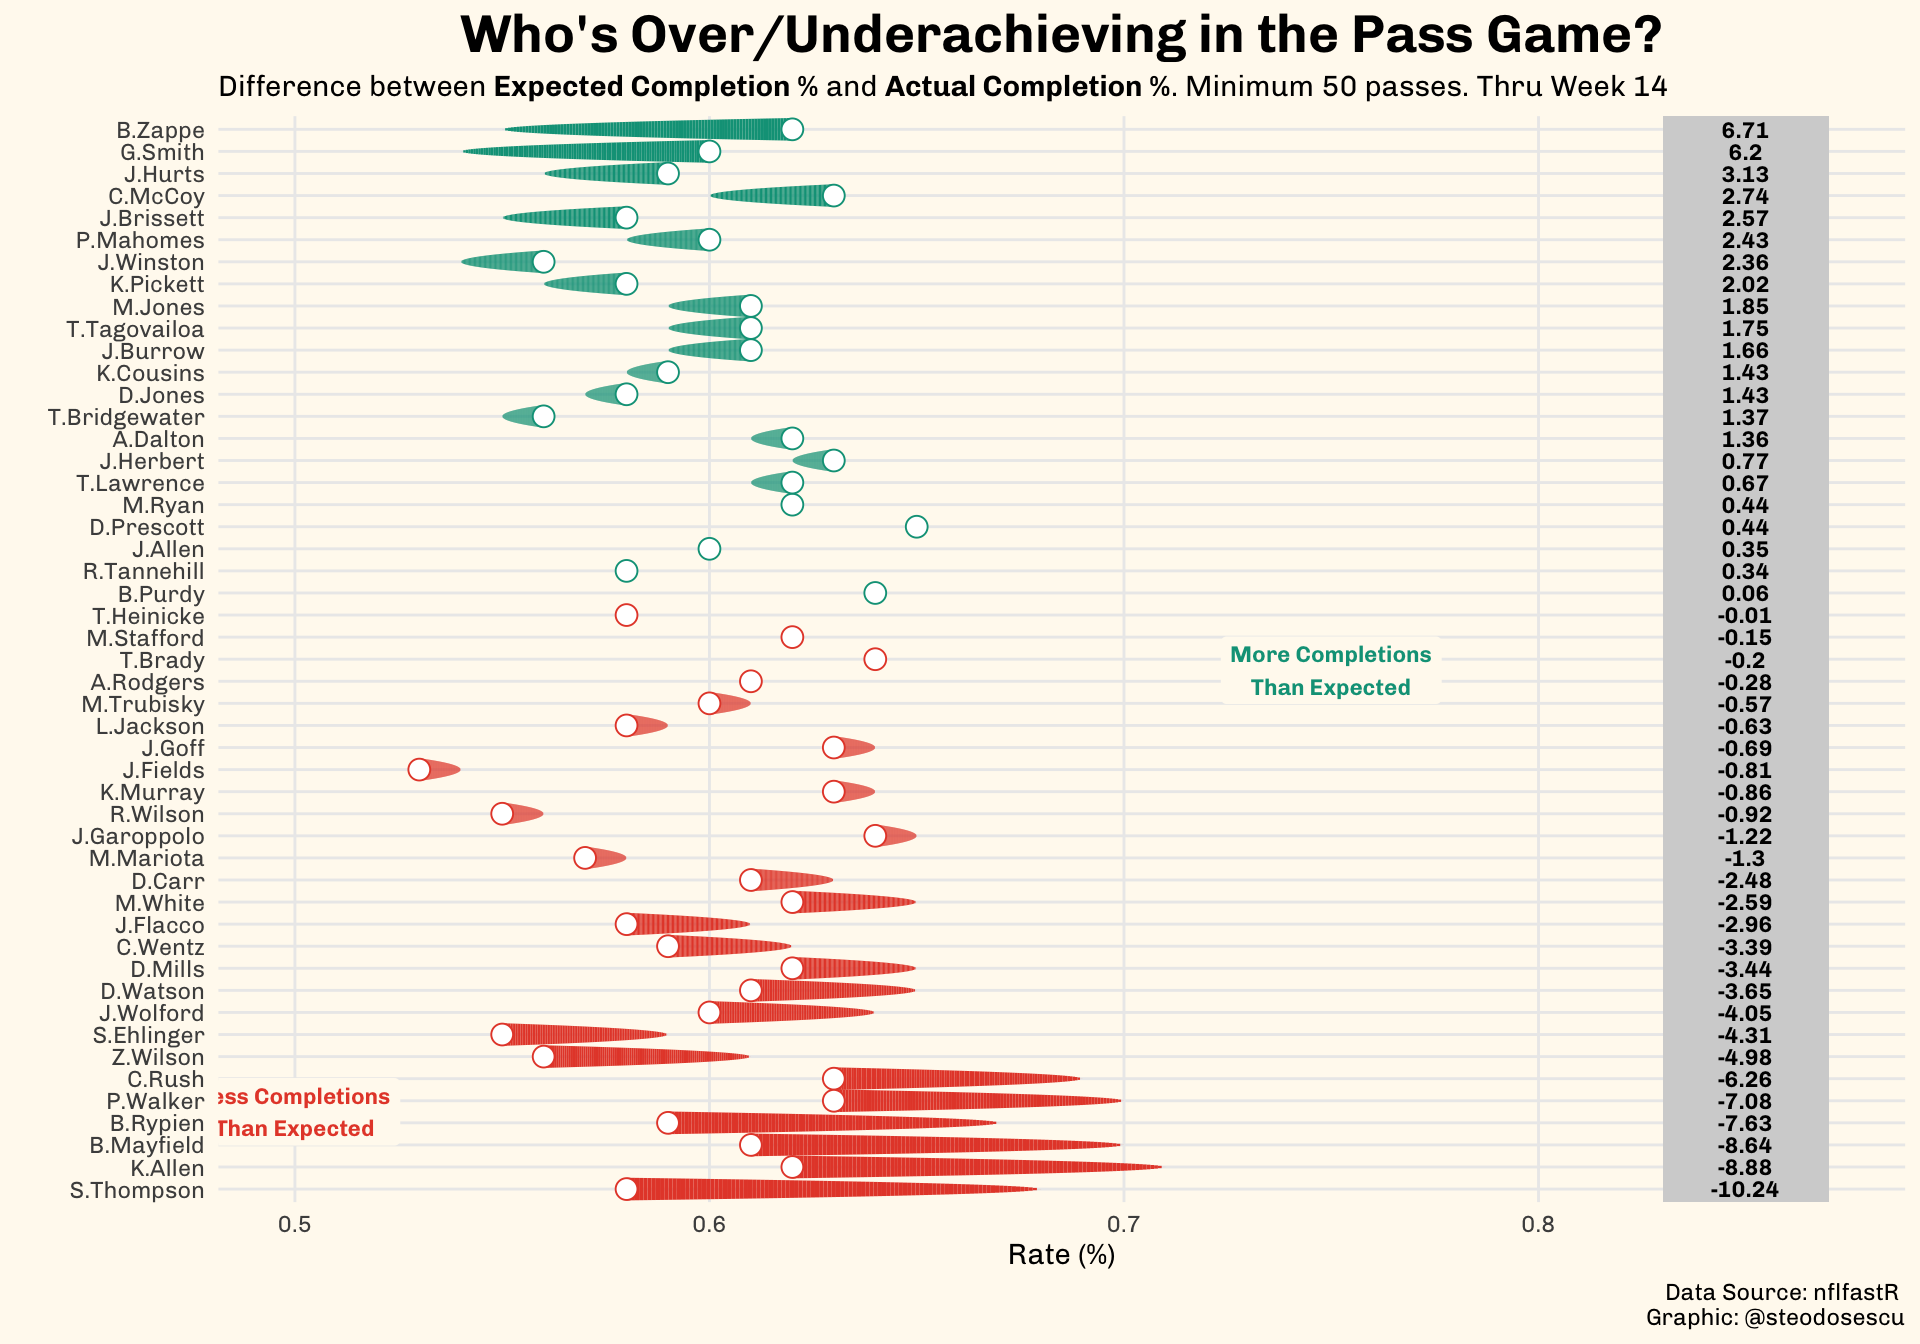 Who's Over/Underachieving in the Pass Game?
Difference between Expected Completion % and Actual Completion %. Minimum 50 passes. Thru Week 14
B.Zappe 6.71
G.Smith 6.2
J.Hurts 3.13
C.McCoy 2.74
J.Brissett 2.57
P.Mahomes 2.43
J.Winston 2.36
K.Pickett 2.02
M.Jones 1.85
T.Tagovailoa 1.75
J.Burrow 1.66
K.Cousins 1.43
D.Jones 1.43
T.Bridgewater 1.37
A.Dalton 1.36
J.Herbert 0.77
T.Lawrence 0.67
M.Ryan 0.44
D.Prescott 0.44
J.Allen 0.35
R.Tannehill 0.34
B.Purdy 0.06
T.Heinicke -0.01
M.Stafford -0.15
T.Brady -0.2
A.Rodgers -0.28
M.Trubisky -0.57
L.Jackson -0.63
J.Goff -0.69
J.Fields -0.81
K.Murray -0.86
R.Wilson -0.92
J.Garoppolo -1.22
M.Mariota -1.3
D.Carr -2.48
M.White -2.59
J.Flacco -2.96
C.Wentz -3.39
D.Mills -3.44
D.Watson -3.65
J.Wolford -4.05
S.Ehlinger -4.31
Z.Wilson -4.98
C.Rush -6.26
P.Walker -7.08
B.Rypien -7.63
B.Mayfield -8.64
K.Allen -8.88
S.Thompson -10.24
More Completions
Than Expected
ess Completions
Than Expected
0.5 0.6 0.7 0.8
Rate (%)
Data Source: nflfastR
Graphic: @steodosescu